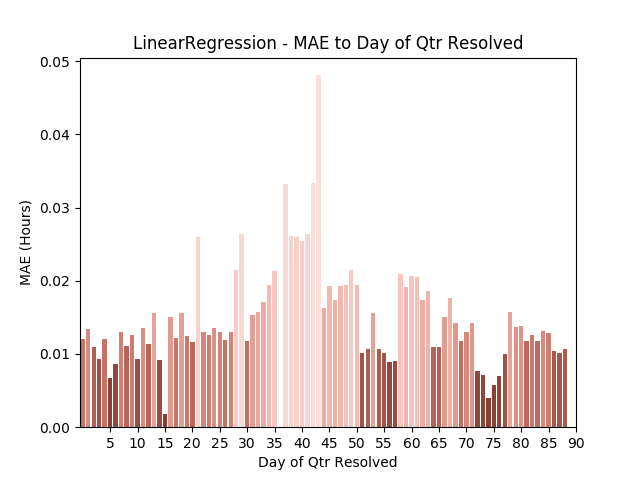 LinearRegression - MAE to Day of Qtr Resolved
0.05
0.04
0.03
0.02
0.01
0.00
MAE (Hours)
5 10 15 20 25 30 35 40 45 50 55 60 65 70 75 80 85 90
Day of Qtr Resolved